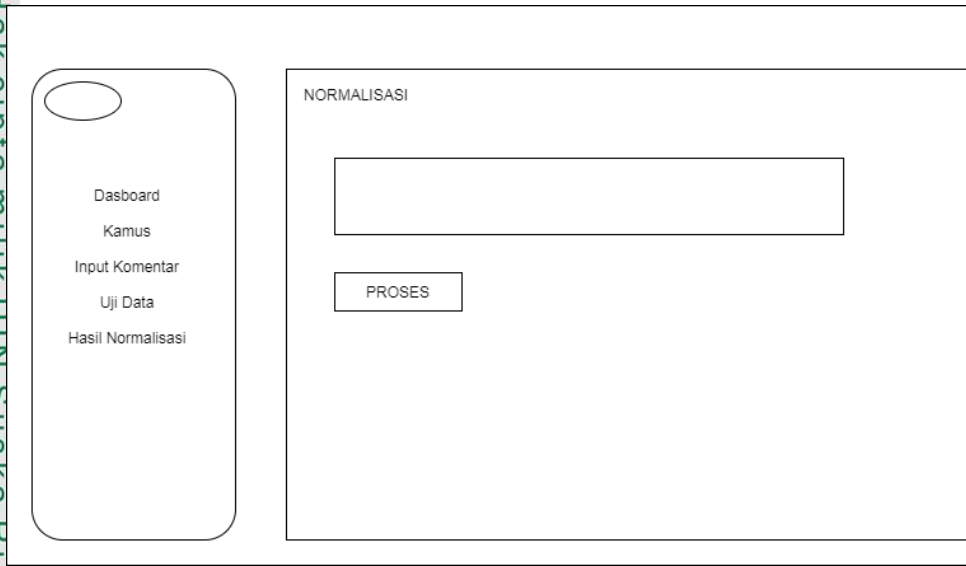 NORMALISASI
Dasboard
Kamus
Input Komentar
Uji Data
Hasil Normalisasi
PROSES